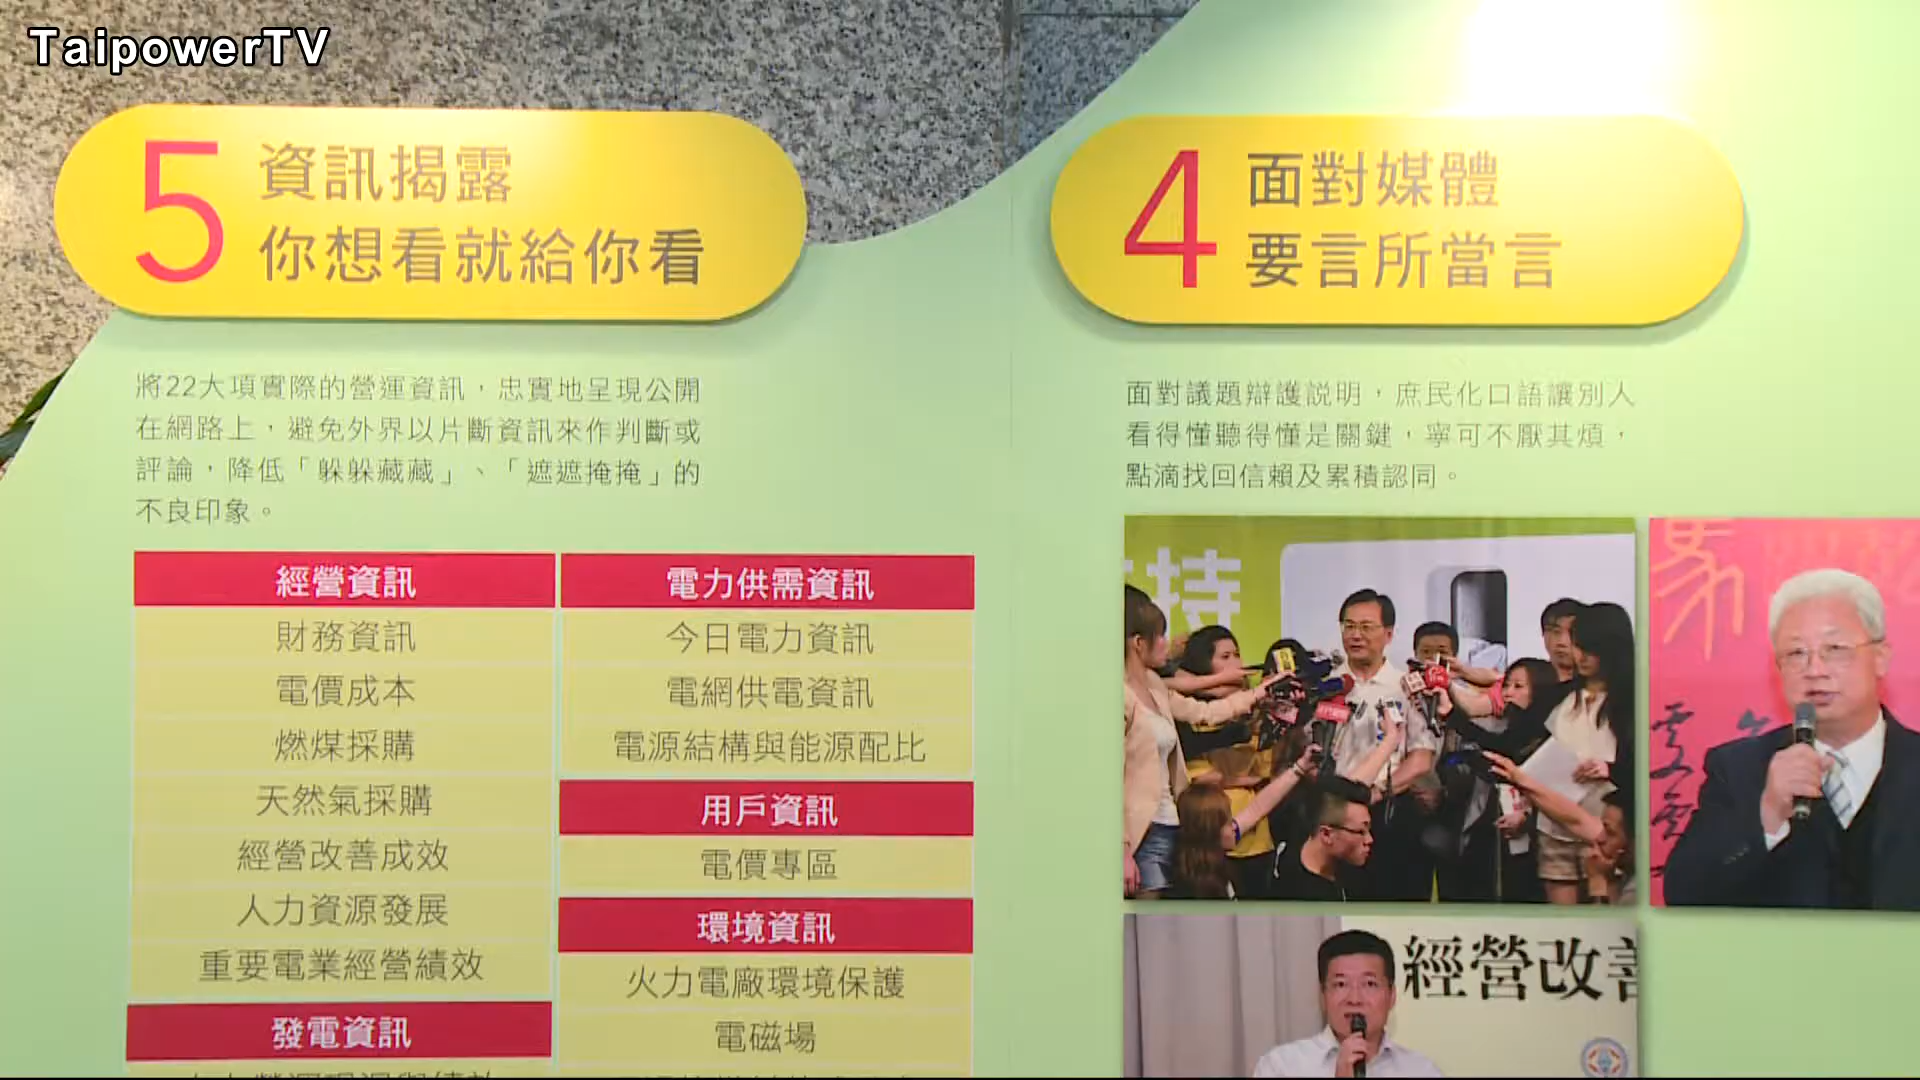 TaipowerTV
5
資訊揭露
你想看就給你看
將22大項實際的營運資訊，忠實地呈現公開
在網路上，避免外界以片斷資訊來作判斷或
評論，降低「躲躲藏藏」、「遮遮掩掩」的
不良印象。
經營資訊
財務資訊
電價成本
燃煤採購
天然氣採購
經營改善成效
人力資源發展
重要電業經營績效
發電資訊
電力供需資訊
今日電力資訊
電網供電資訊
電源結構與能源配比
用戶資訊
電價專區
環境資訊
火力電廠環境保護
電磁場
4
面對媒體
要言所當言
面對議題辯護説明，庶民化口語讓別人
看得懂聽得懂是關鍵，寧可不厭其煩，
點滴找回信賴及累積認同。
持
經營改善